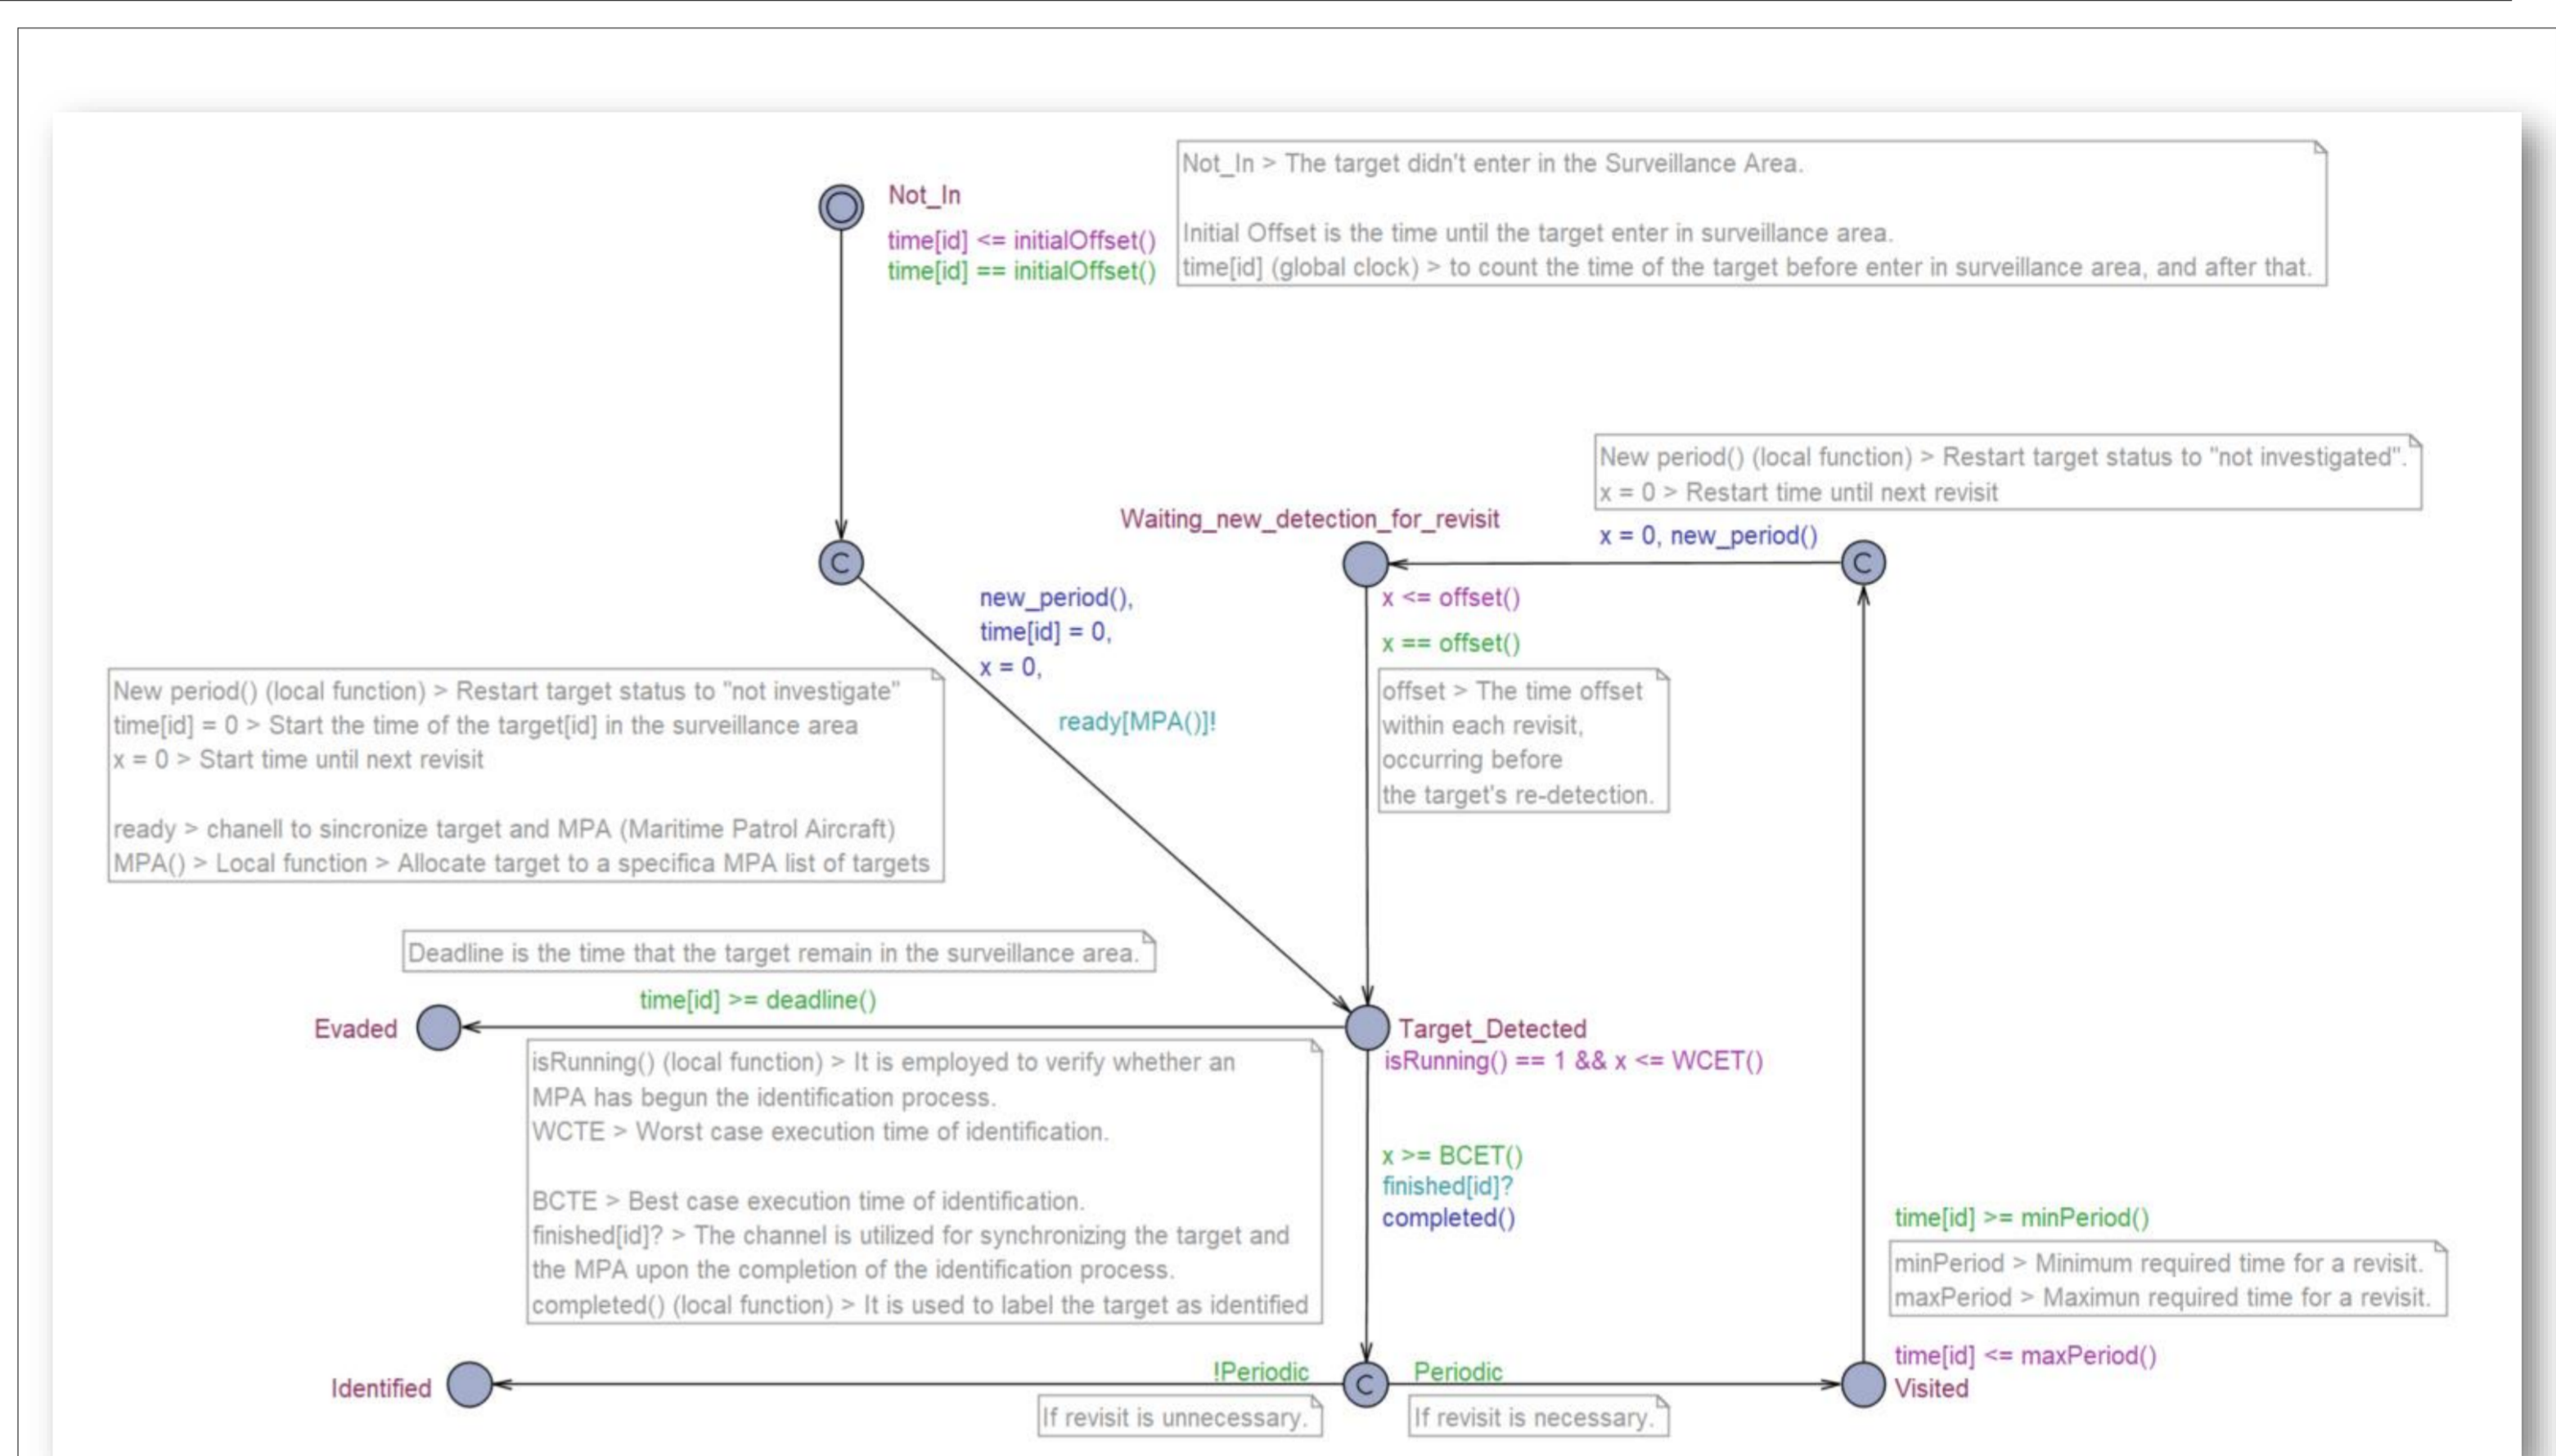 Not_In
time[id] <= initialOffset()
time[id] == initialOffset()
Not_In > The target didn't enter in the Surveillance Area.
Initial Offset is the time until the target enter in surveillance area.
time[id] (global clock) > to count the time of the target before enter in surveillance area, and after that.
New period() (local function) > Restart target status to "not investigated".
x = 0 > Restart time until next revisit
Waiting_new_detection_for_revisit
x = 0, new_period()
C
C
new_period(),
time[id] = 0,
x = 0,
ready[MPA()]!
x <= offset()
x == offset()
offset > The time offset
within each revisit,
occurring before
the target's re-detection.
New period() (local function) > Restart target status to "not investigate"
time[id] = 0 > Start the time of the target[id] in the surveillance area
x = 0 > Start time until next revisit
ready > chanell to sincronize target and MPA (Maritime Patrol Aircraft)
MPA() > Local function > Allocate target to a specifica MPA list of targets
Deadline is the time that the target remain in the surveillance area.
time[id] >= deadline()
Evaded
Target_Detected
isRunning() == 1 && x <= WCET()
isRunning() (local function) > It is employed to verify whether an
MPA has begun the identification process.
WCTE > Worst case execution time of identification.
BCTE > Best case execution time of identification.
finished[id]? > The channel is utilized for synchronizing the target and
the MPA upon the completion of the identification process.
completed() (local function) > It is used to label the target as identified
x >= BCET()
finished[id]?
completed()
time[id] >= minPeriod()
minPeriod > Minimum required time for a revisit.
maxPeriod > Maximun required time for a revisit.
time[id] <= maxPeriod()
Visited
Identified
!Periodic
C
Periodic
If revisit is unnecessary.
If revisit is necessary.